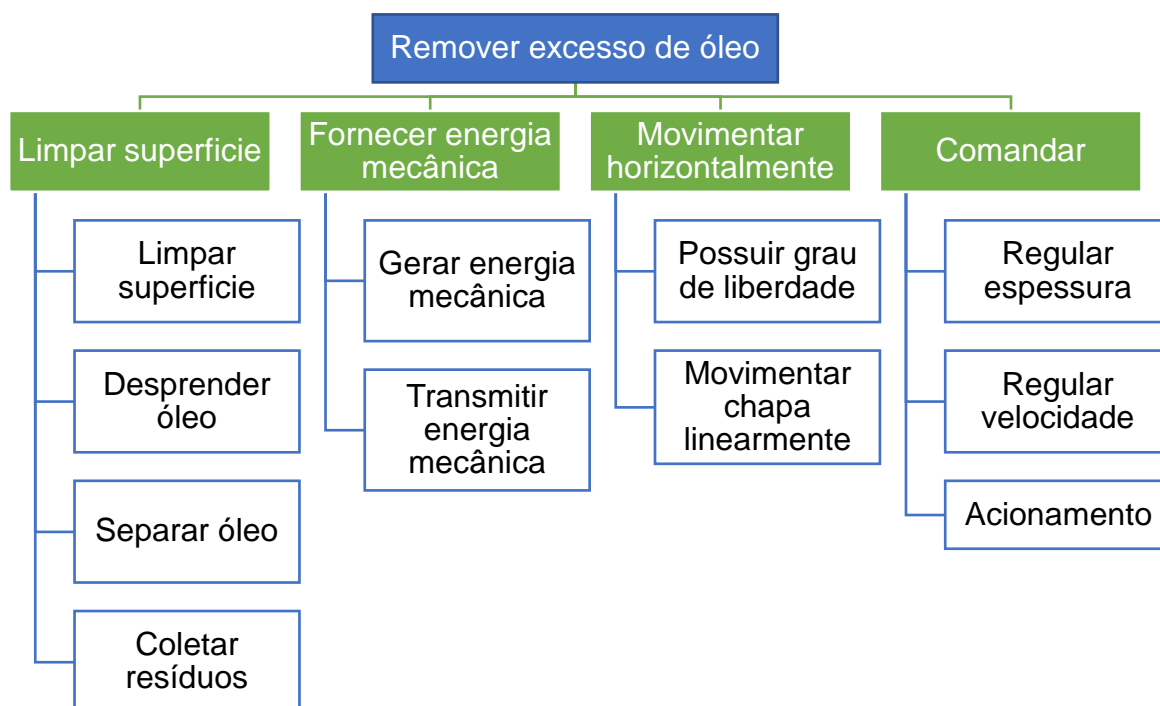 Remover excesso de óleo
Limpar superficie
Fornecer energia
mecânica
Movimentar
horizontalmente
Comandar
Limpar
superficie
Desprender
óleo
Separar óleo
Coletar
resíduos
Gerar energia
mecânica
Transmitir
energia
mecânica
Possuir grau
de liberdade
Movimentar
chapa
linearmente
Regular
espessura
Regular
velocidade
Acionamento